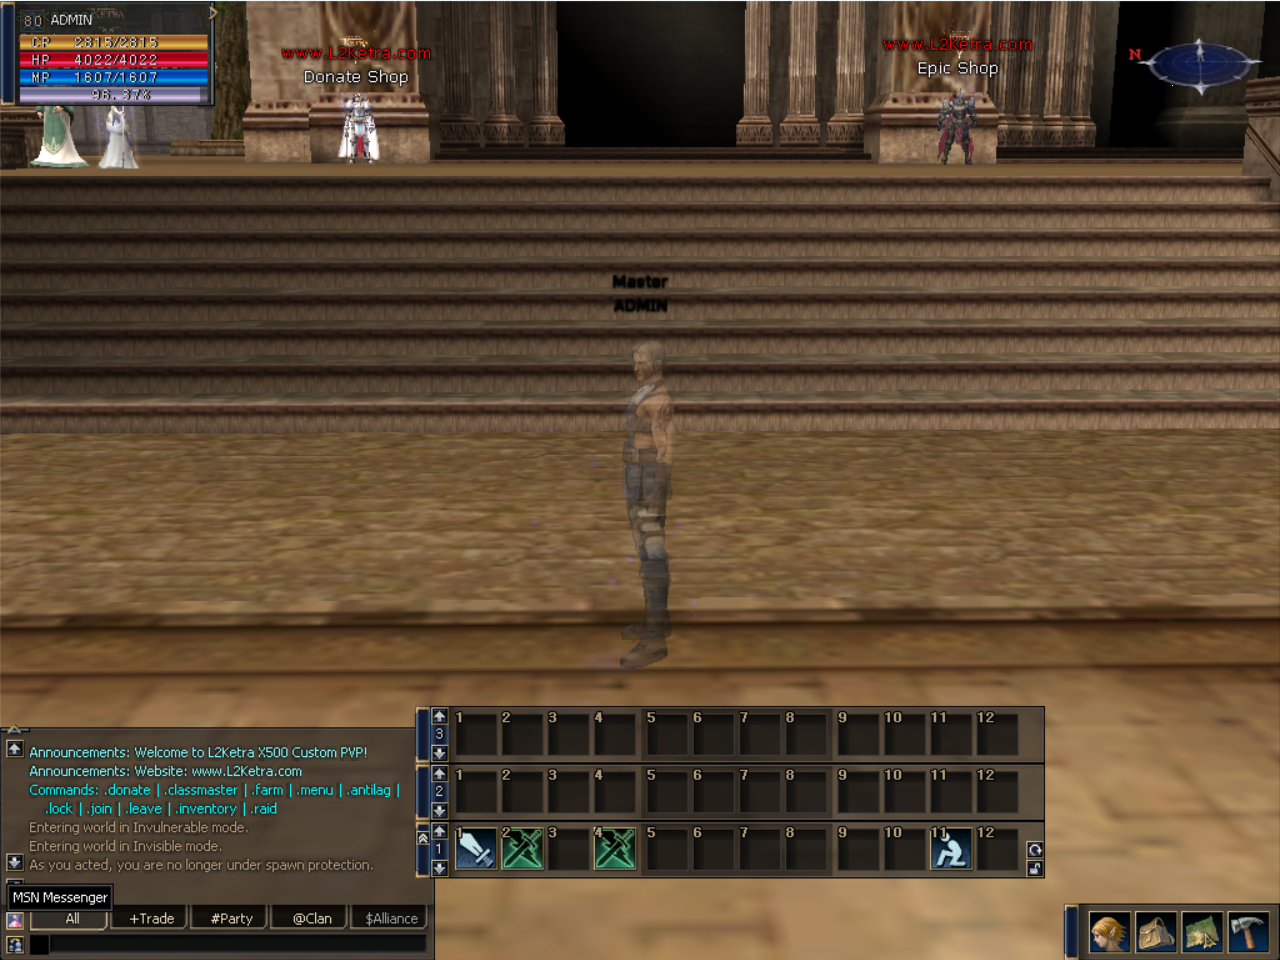 80 ADMIN
CP 2815/2815
HP 4022/4022
MP 1607/1607
96.37%
www.L2Ketra.com
Donate Shop
www.L2Ketra.com
Epic Shop
N
Master
ADMIN
Announcements: Welcome to L2Ketra X500 Custom PVP!
Announcements: Website: www.L2Ketra.com
Commands: .donate | .classmaster | .farm | .menu | .antilag |
.lock | .join | .leave | .inventory | .raid
Entering world in Invulnerable mode.
Entering world in Invisible mode.
As you acted, you are no longer under spawn protection.
MSN Messenger
All +Trade #Party @Clan $Alliance
3 1 2 3 4 5 6 7 8 9 10 11 12
2 1 2 3 4 5 6 7 8 9 10 11 12
1 1 2 3 4 5 6 7 8 9 10 11 12